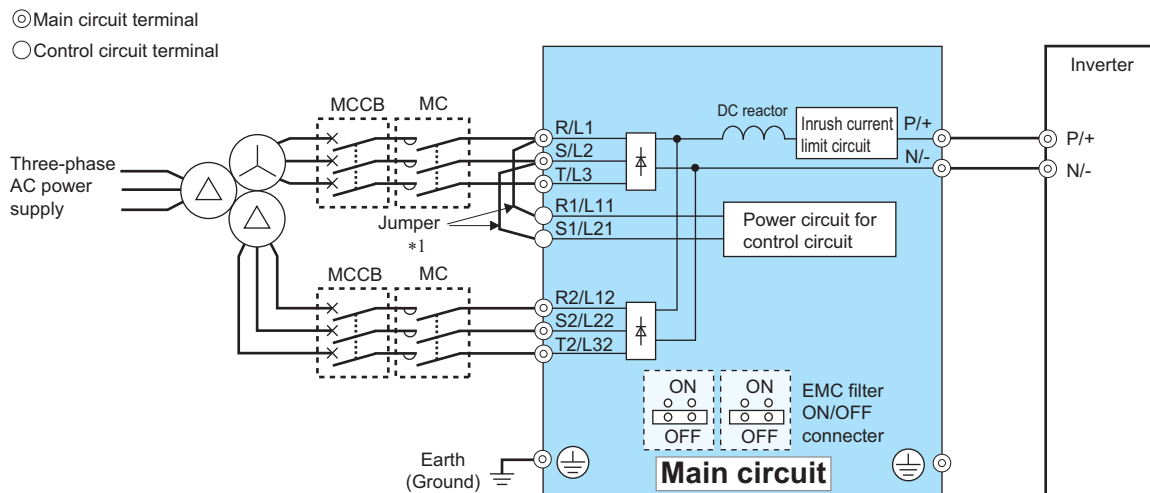 Main circuit terminal
Control circuit terminal
Inverter
MCCB
MC
DC reactor
Inrush current
limit circuit
P/+
N/-
P/+
N/-
R/L1
S/L2
T/L3
R1/L11
S1/L21
Three-phase
AC power
supply
Jumper
*1
Power circuit for
control circuit
MCCB
MC
R2/L12
S2/L22
T2/L32
ON
OFF
ON
OFF
EMC filter
ON/OFF
connecter
Earth
(Ground)
Main circuit